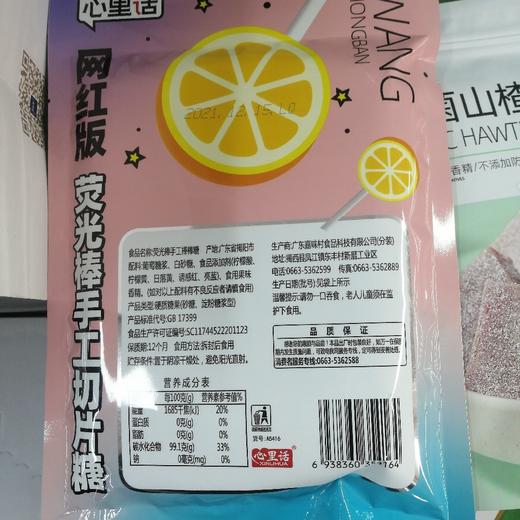 心里话
WANG
HONGBAN
网红版 荧光棒手工切片糖
2021.12.15.LD
食品名称:荧光棒手工棒棒糖 产地:广东省揭阳市
配料:葡萄糖浆、白砂糖、食品添加剂(柠檬酸、
柠檬黄、日落黄、诱惑红、亮蓝)、食用果味
香精。(如对以上配料有不良反应者请慎食用)
类型:硬质糖果(砂糖、淀粉糖浆型)
产品标准代号:GB 17399
食品生产许可证编号:SC11744522201123
保质期:12个月 食用方法:拆封后食用
贮存条件:置于阴凉干燥处，避免阳光直射。
生产商:广东嘉味村食品科技有限公司(分装)
地址:揭西县凤江镇东丰村新磨工业区
电话:0663-5362599 传真:0663-5362889
生产日期(批号):见袋上所示
温馨提示:请勿一口吞食，老人儿童须在监
护下食用。
品 质 保 证
消费者服务专线:0663-5362588
营养成分表
每100克(g) 营养素参考值%
能量 1685千焦(kJ) 20%
蛋白质 0克(g) 0%
脂肪 0克(g) 0%
碳水化合物 99.1克(g) 33%
钠 0毫克(mg) 0%
货号:AB416
心里话
XINLIHUA
6 938360
山楂
C HAWT
香精/不添加防